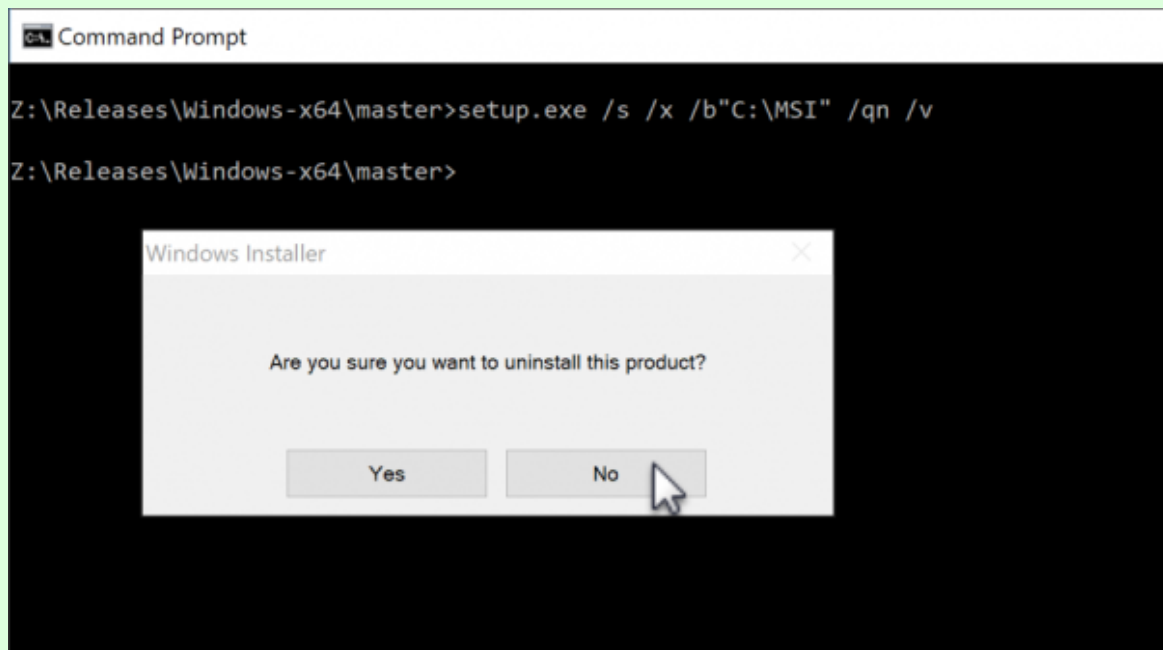 Command Prompt
Z:\Releases\Windows-x64\master>setup.exe /s /x /b"C:\MSI" /qn /v
Z:\Releases\Windows-x64\master>
Windows Installer
Are you sure you want to uninstall this product?
Yes No